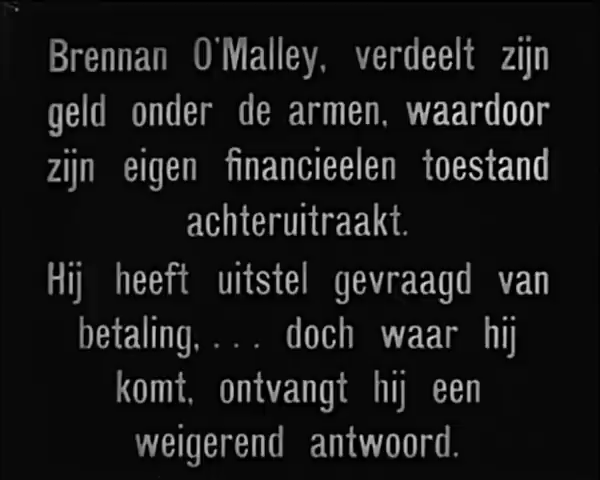 Brennan O'Malley, verdeelt zijn
geld onder de armen, waardoor
zijn eigen financieelen toestand
achteruitraakt.
Hij heeft uitstel gevraagd van
betaling,... doch waar hij
komt, ontvangt hij een
weigerend antwoord.